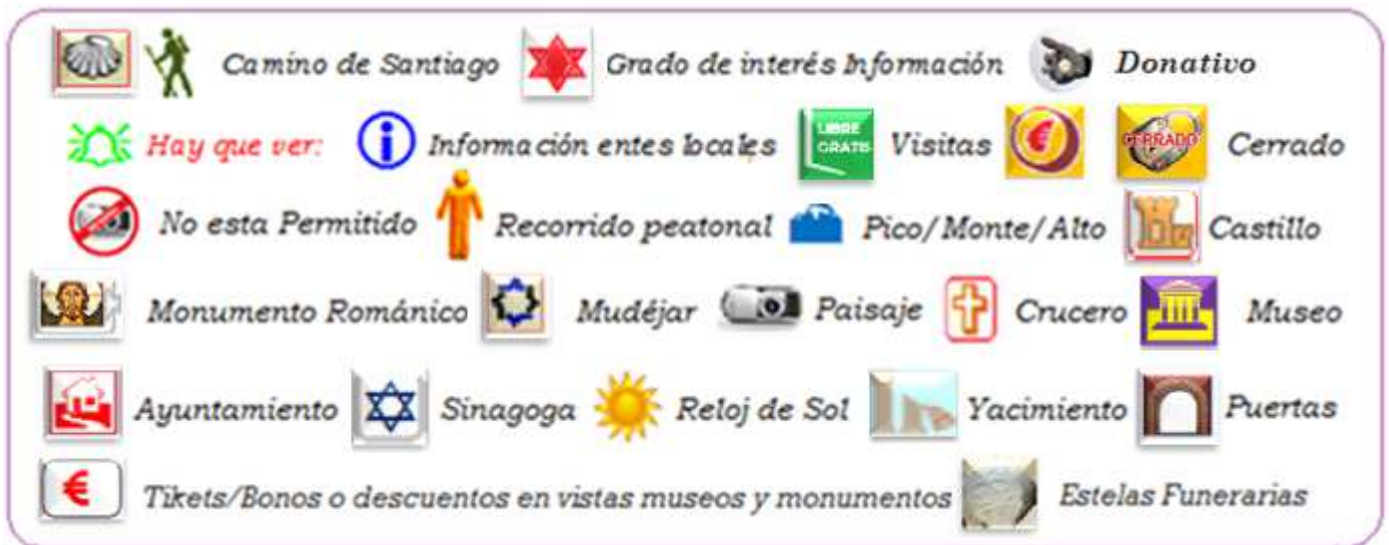 Camino de Santiago Grado de interés Información Donativo
Hay que ver: Información entes locales LIBRE GRATIS Visitas € CERRADO Cerrado
No esta Permitido Recorrido peatonal Pico/Monte/Alto Castillo
Monumento Románico Mudéjar Paisaje Crucero Museo
Ayuntamiento Sinagoga Reloj de Sol Yacimiento Puertas
€ Tikets/Bonos o descuentos en vistas museos y monumentos Estelas Funerarias